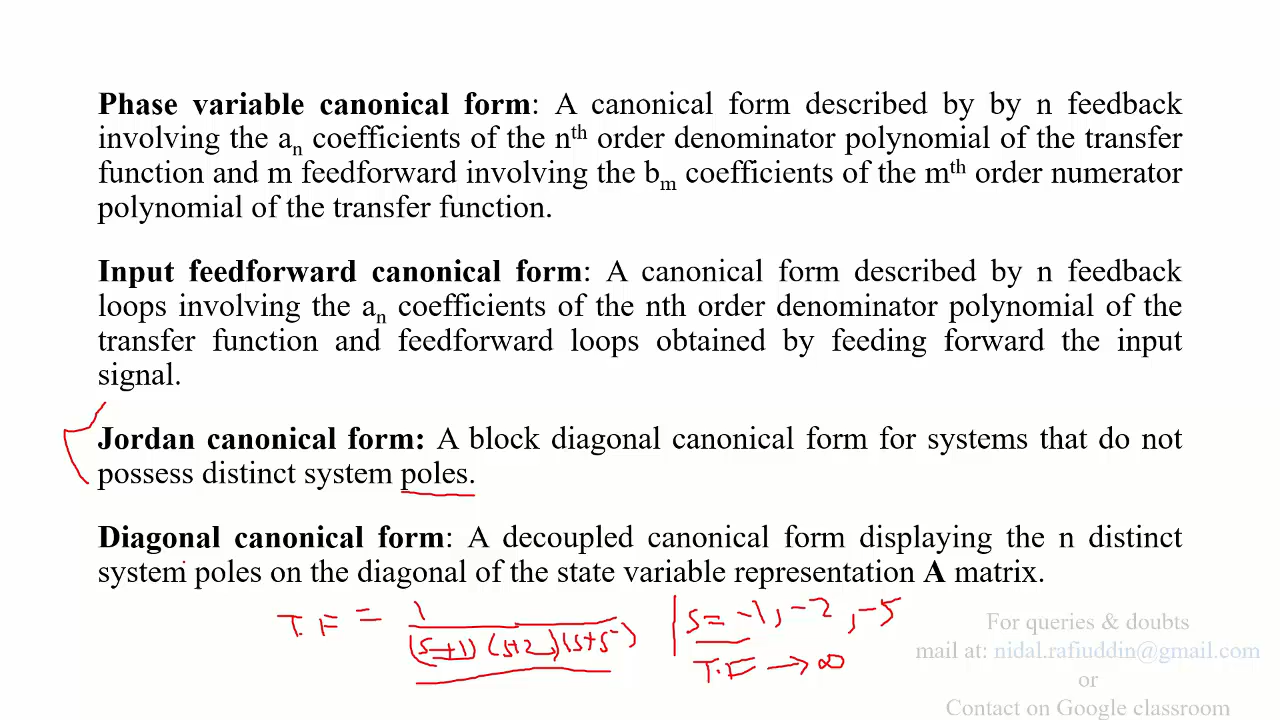 Phase variable canonical form: A canonical form described by by n feedback
involving the aₙ coefficients of the nᵗʰ order denominator polynomial of the transfer
function and m feedforward involving the bₘ coefficients of the mᵗʰ order numerator
polynomial of the transfer function.
Input feedforward canonical form: A canonical form described by n feedback
loops involving the aₙ coefficients of the nth order denominator polynomial of the
transfer function and feedforward loops obtained by feeding forward the input
signal.
Jordan canonical form: A block diagonal canonical form for systems that do not
possess distinct system poles.
Diagonal canonical form: A decoupled canonical form displaying the n distinct
system poles on the diagonal of the state variable representation A matrix.
T.F = 1
(s+1)(s+2)(s+5)
s = -1, -2, -5
T.F → ∞
For queries & doubts
mail at: nidal.rafiuddin@gmail.com
or
Contact on Google classroom